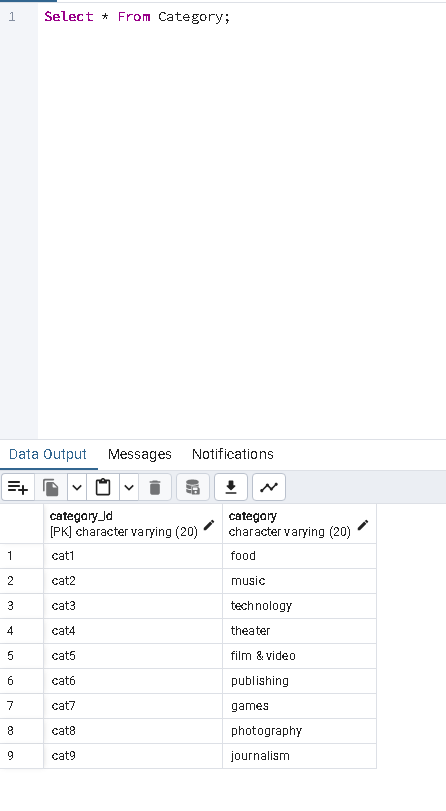 1 Select * From Category;
Data Output Messages Notifications
category_id category
[PK] character varying (20) character varying (20)
1 cat1 food
2 cat2 music
3 cat3 technology
4 cat4 theater
5 cat5 film & video
6 cat6 publishing
7 cat7 games
8 cat8 photography
9 cat9 journalism